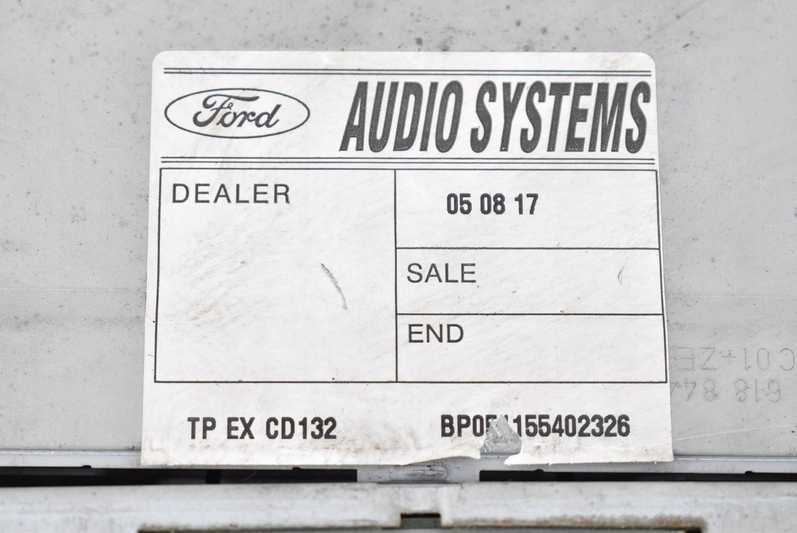 Ford AUDIO SYSTEMS
DEALER
05 08 17
SALE
END
TP EX CD132